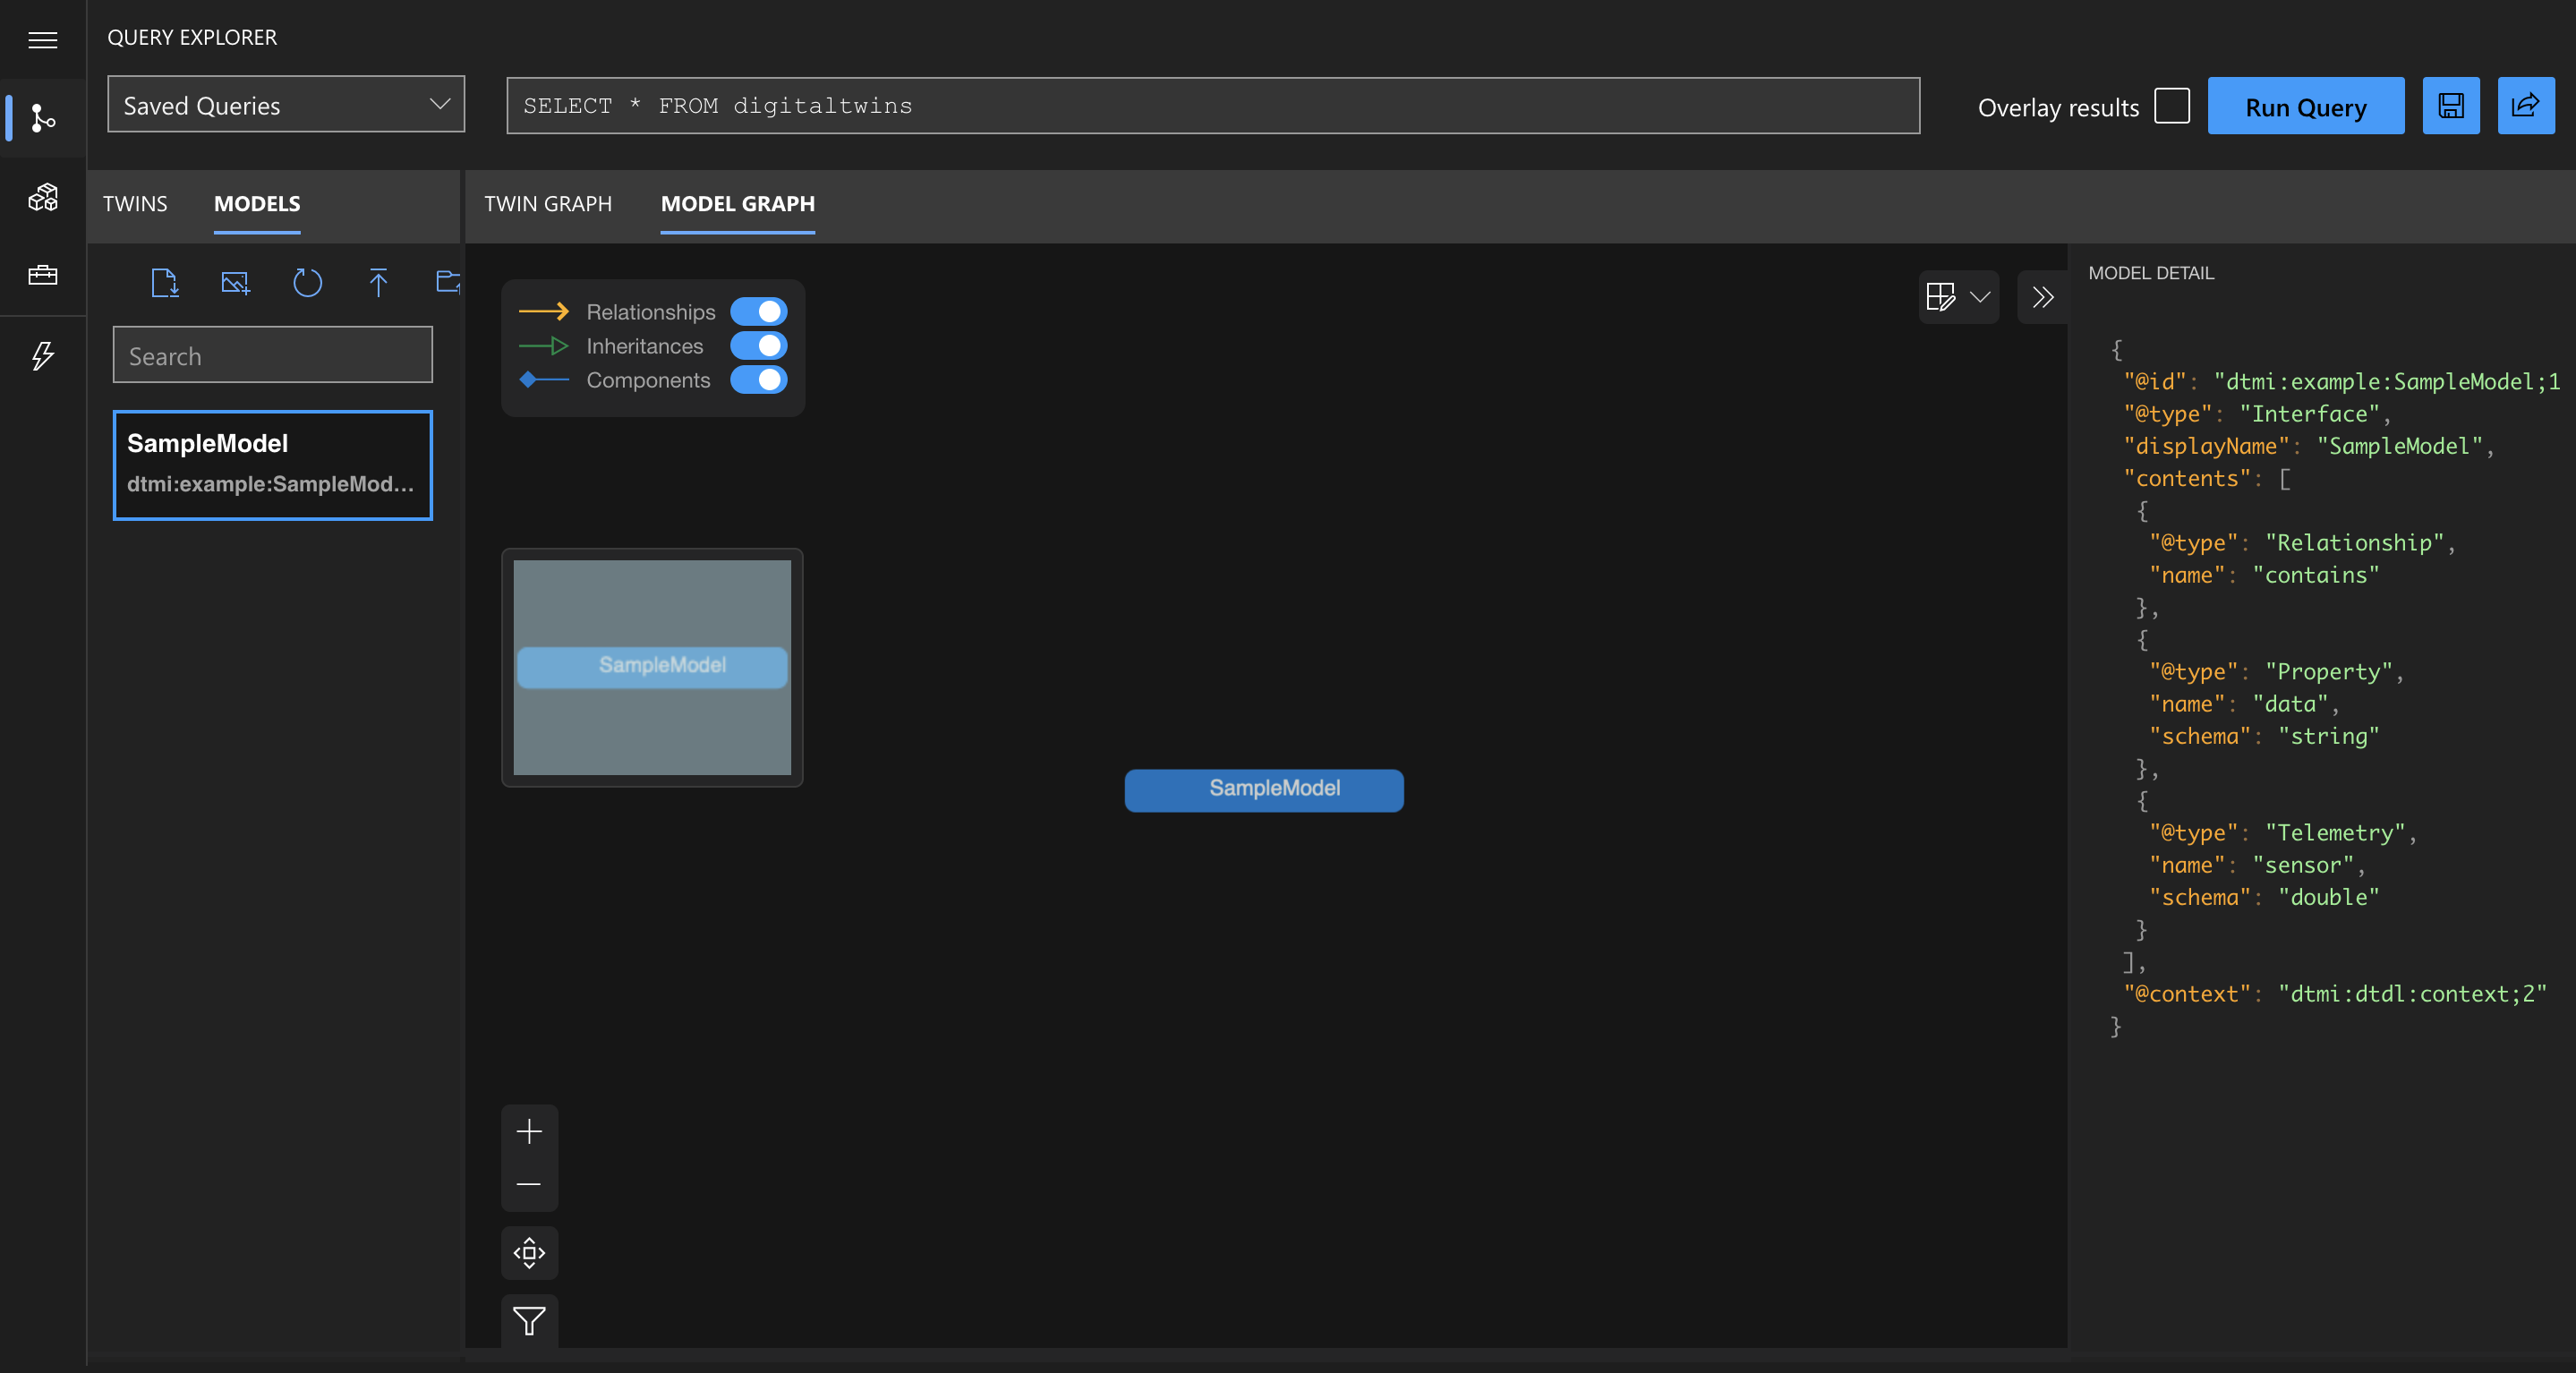 QUERY EXPLORER
Saved Queries
SELECT * FROM digitaltwins
Overlay results
Run Query
TWINS
MODELS
TWIN GRAPH
MODEL GRAPH
Search
SampleModel
dtmi:example:SampleMod...
Relationships
Inheritances
Components
SampleModel
SampleModel
MODEL DETAIL
{
"@id": "dtmi:example:SampleModel;1
"@type": "Interface",
"displayName": "SampleModel",
"contents": [
{
"@type": "Relationship",
"name": "contains"
},
{
"@type": "Property",
"name": "data",
"schema": "string"
},
{
"@type": "Telemetry",
"name": "sensor",
"schema": "double"
}
],
"@context": "dtmi:dtdl:context;2"
}